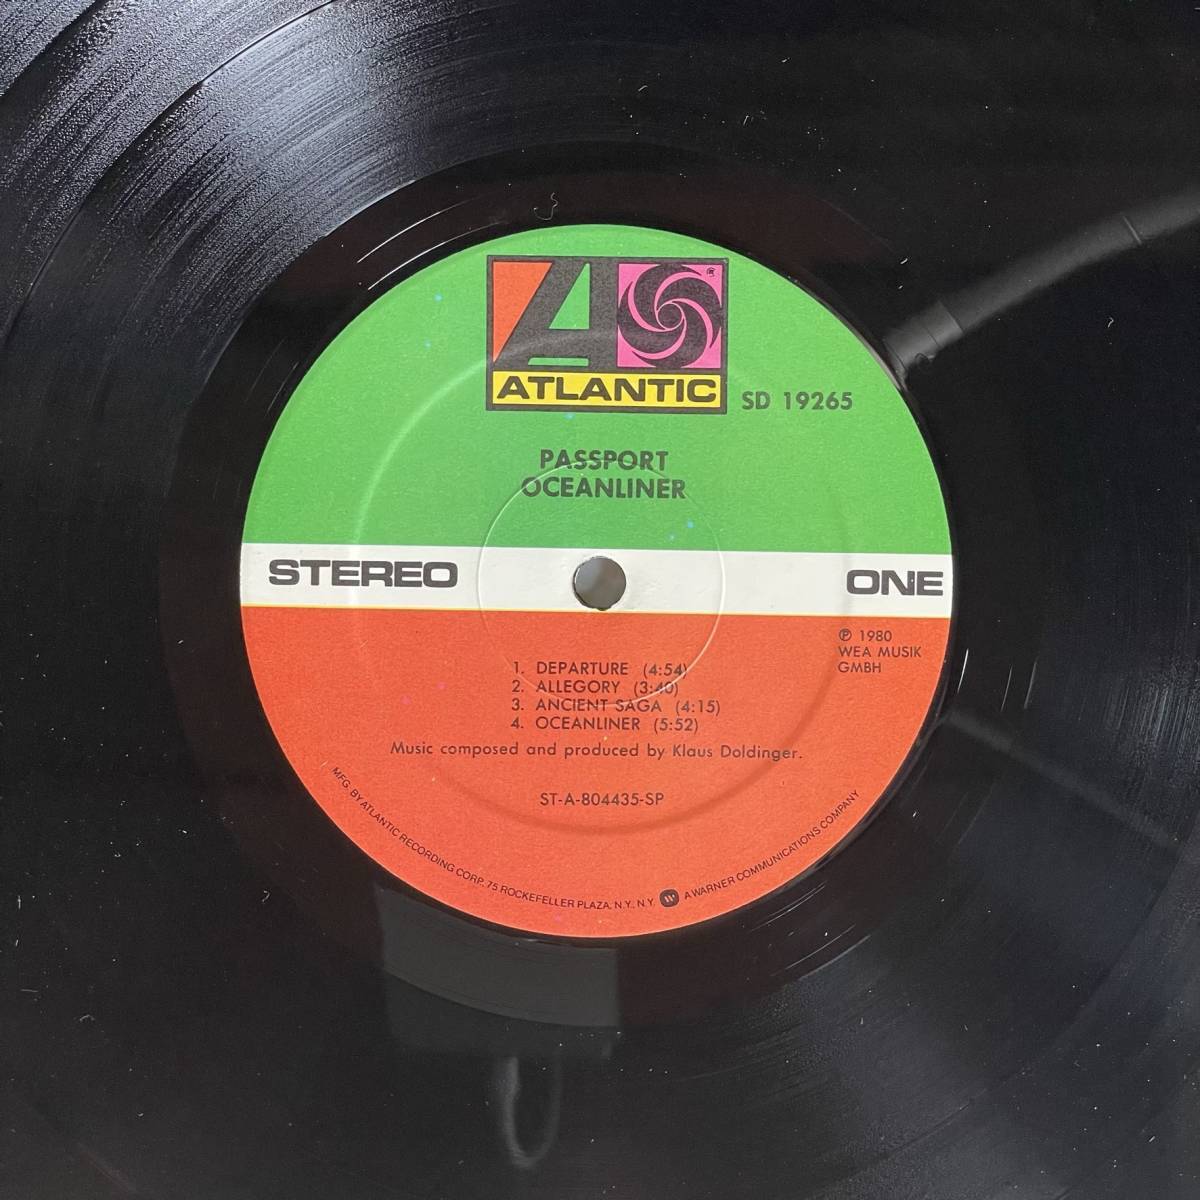 A®
ATLANTIC
SD 19265
PASSPORT
OCEANLINER
STEREO
ONE
℗ 1980
WEA MUSIK
GMBH
1. DEPARTURE (4:54)
2. ALLEGORY (3:40)
3. ANCIENT SAGA (4:15)
4. OCEANLINER (5:52)
Music composed and produced by Klaus Doldinger.
ST-A-804435-SP
MFG. BY ATLANTIC RECORDING CORP. 75 ROCKEFELLER PLAZA, N.Y., N.Y. W A WARNER COMMUNICATIONS COMPANY